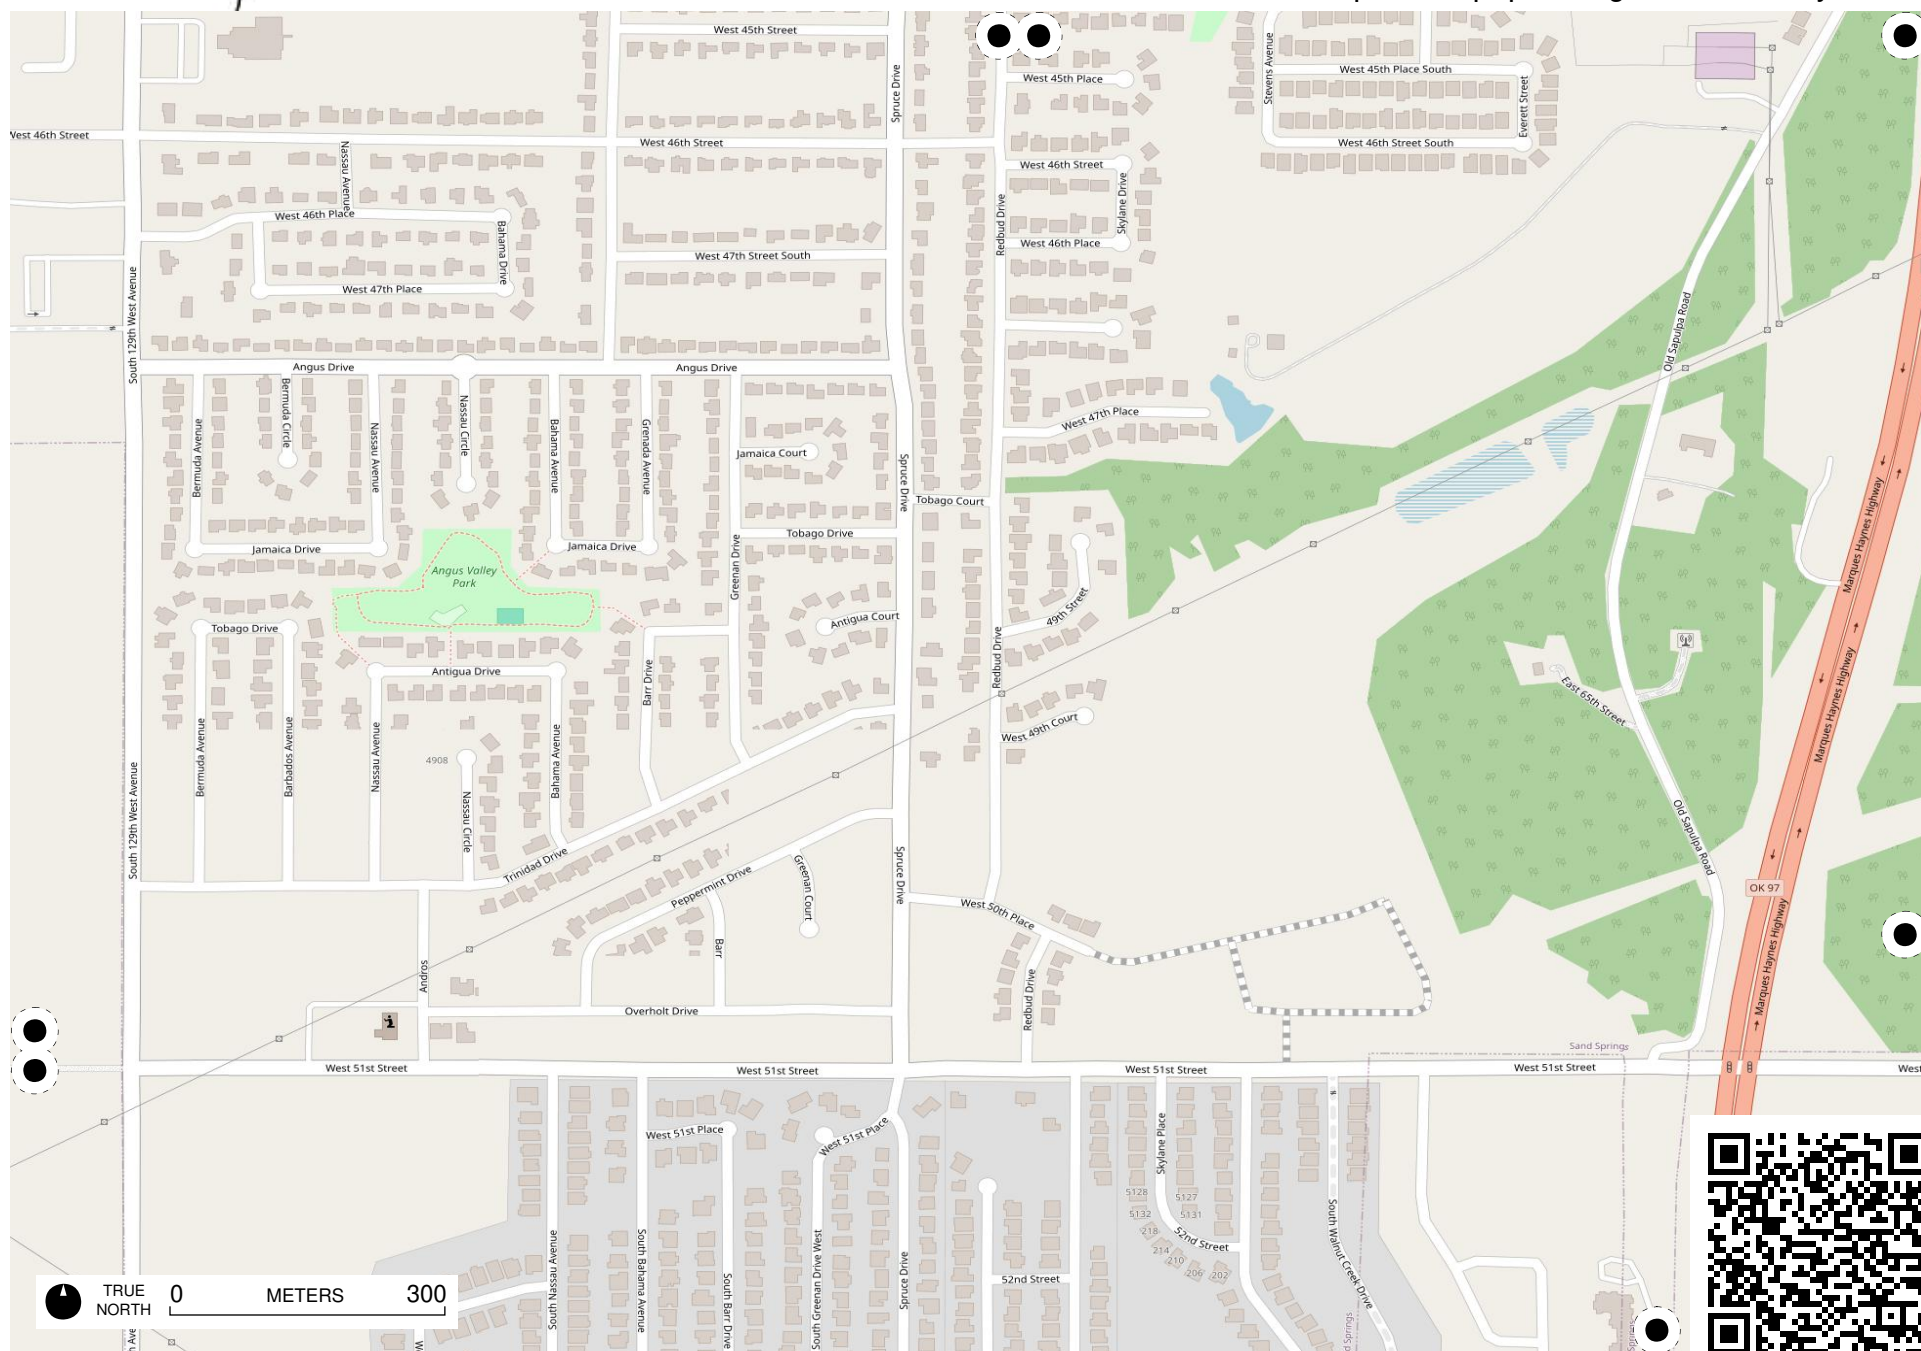 West 45th Street
West 45th Place
West 45th Place South
Stevens Avenue
Everett Street
Spruce Drive
West 46th Street
West 46th Street
West 46th Street South
Nassau Avenue
West 46th Street
Skylane Drive
Redbud Drive
West 46th Place
Bahama Drive
West 46th Place
West 47th Street South
West 47th Place
South 129th West Avenue
Old Sapulpa Road
Angus Drive
Angus Drive
West 47th Place
Bermuda Avenue
Bermuda Circle
Nassau Avenue
Nassau Circle
Bahama Avenue
Grenada Avenue
Jamaica Court
Spruce Drive
Tobago Court
Jamaica Drive
Jamaica Drive
Tobago Drive
Greenan Drive
Angus Valley
Park
Marques Haynes Highway
Antigua Court
49th Street
Tobago Drive
Redbud Drive
Antigua Drive
Barr Drive
East 65th Street
Marques Haynes Highway
West 49th Court
Bermuda Avenue
Barbados Avenue
Nassau Avenue
4908
Nassau Circle
Bahama Avenue
South 129th West Avenue
Old Sapulpa Road
Trinidad Drive
Peppermint Drive
Greenan Court
Spruce Drive
OK 97
West 50th Place
Barr
Andros
Redbud Drive
Marques Haynes Highway
Overholt Drive
Sand Springs
West 51st Street
West 51st Street
West 51st Street
West 51st Street
West
West 51st Place
West 51st Place
Skylane Place
5128
5127
5132
5131
218
52nd Street
214
210
206
202
South Walnut Creek Drive
South Nassau Avenue
South Bahama Avenue
South Barr Drive
South Greenan Drive West
Spruce Drive
52nd Street
TRUE
NORTH
0 METERS 300